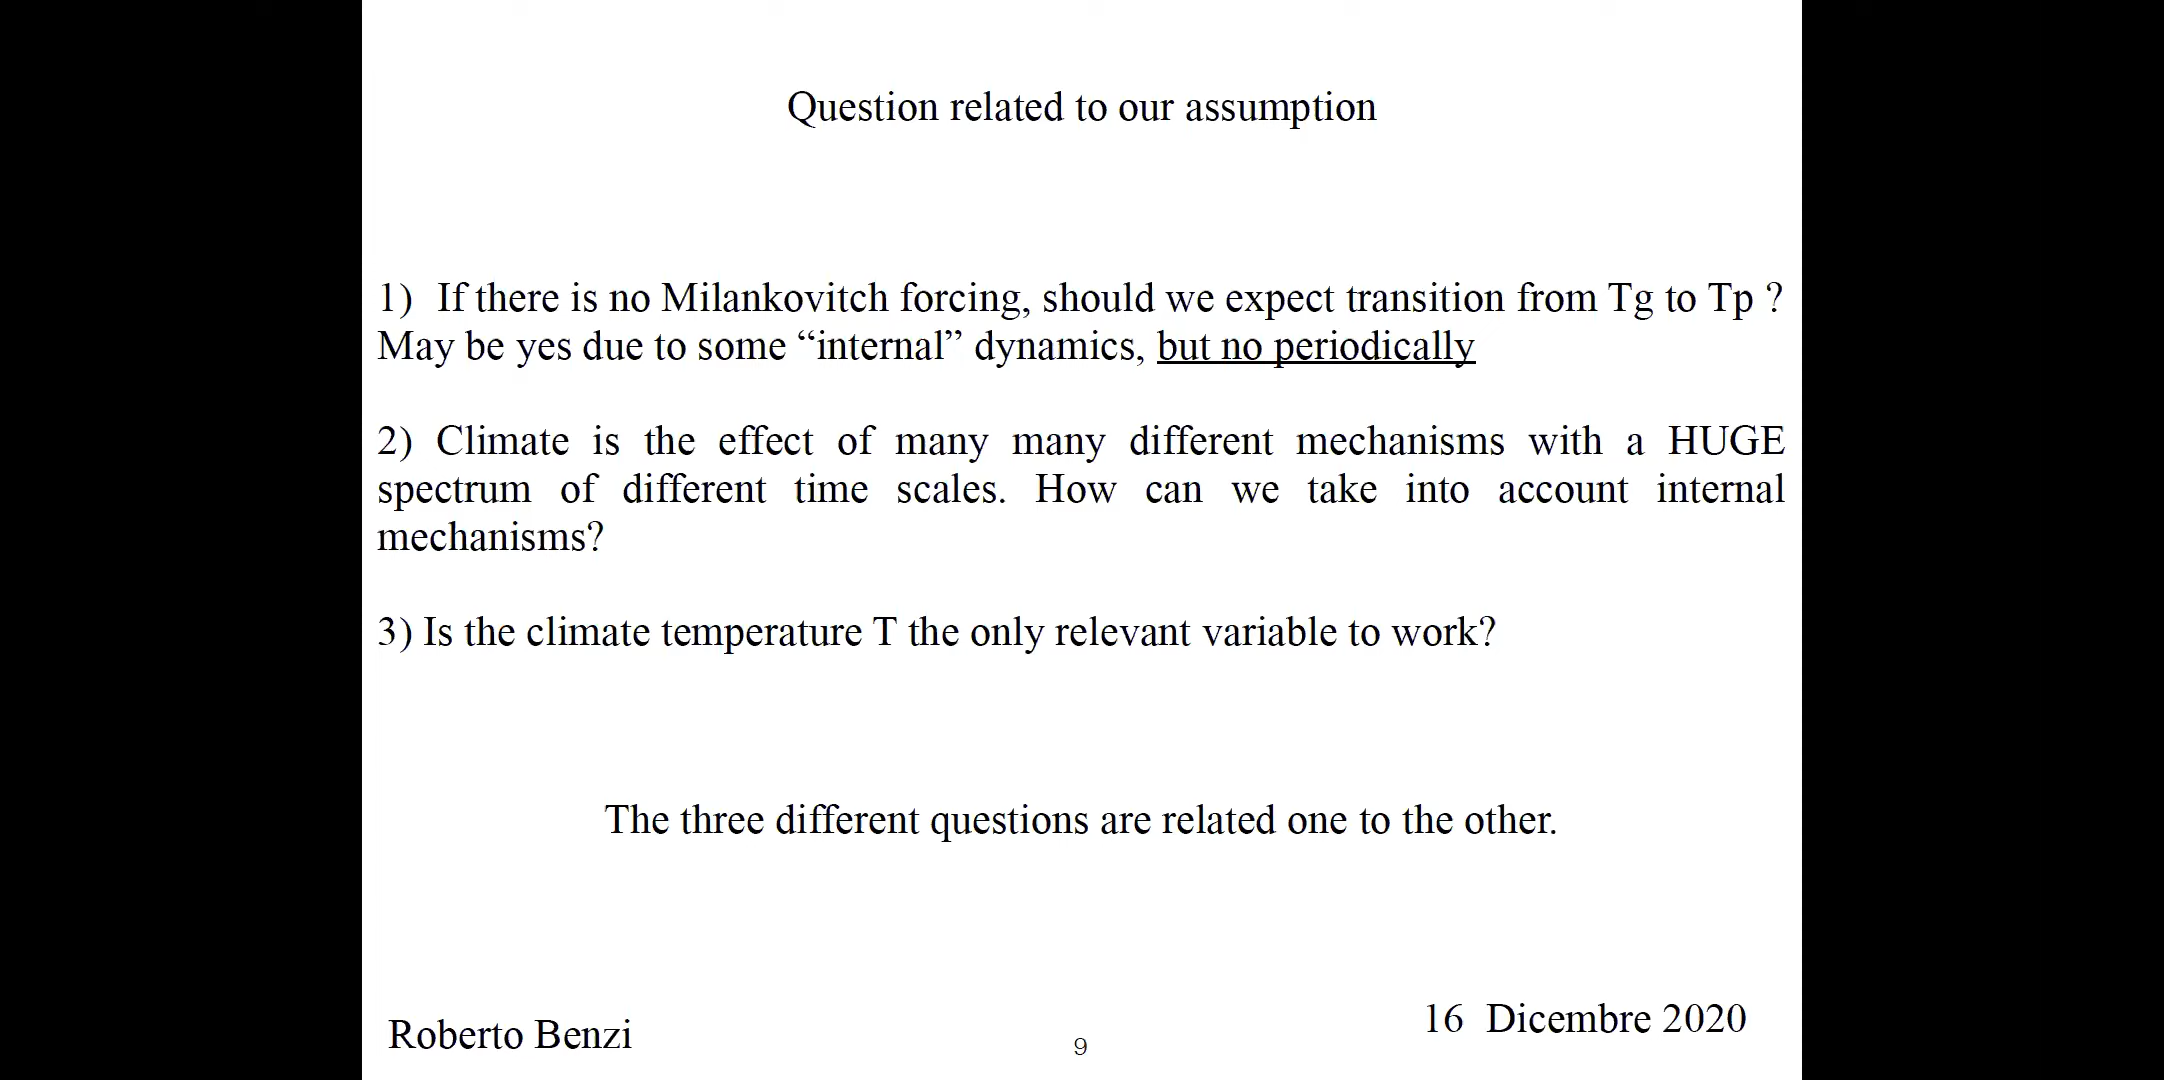 Question related to our assumption
1) If there is no Milankovitch forcing, should we expect transition from Tg to Tp ?
May be yes due to some “internal” dynamics, but no periodically
2) Climate is the effect of many many different mechanisms with a HUGE
spectrum of different time scales. How can we take into account internal
mechanisms?
3) Is the climate temperature T the only relevant variable to work?
The three different questions are related one to the other.
Roberto Benzi
9
16 Dicembre 2020